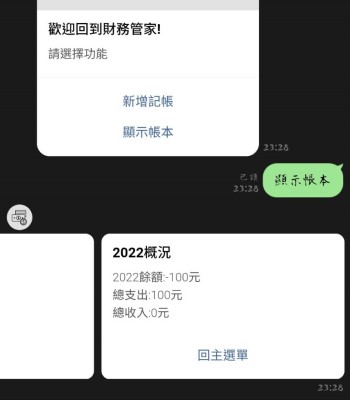 歡迎回到財務管家!
請選擇功能
新增記帳
顯示帳本
23:28
已讀
23:28
顯示帳本
2022概況
2022餘額:-100元
總支出:100元
總收入:0元
回主選單
23:28